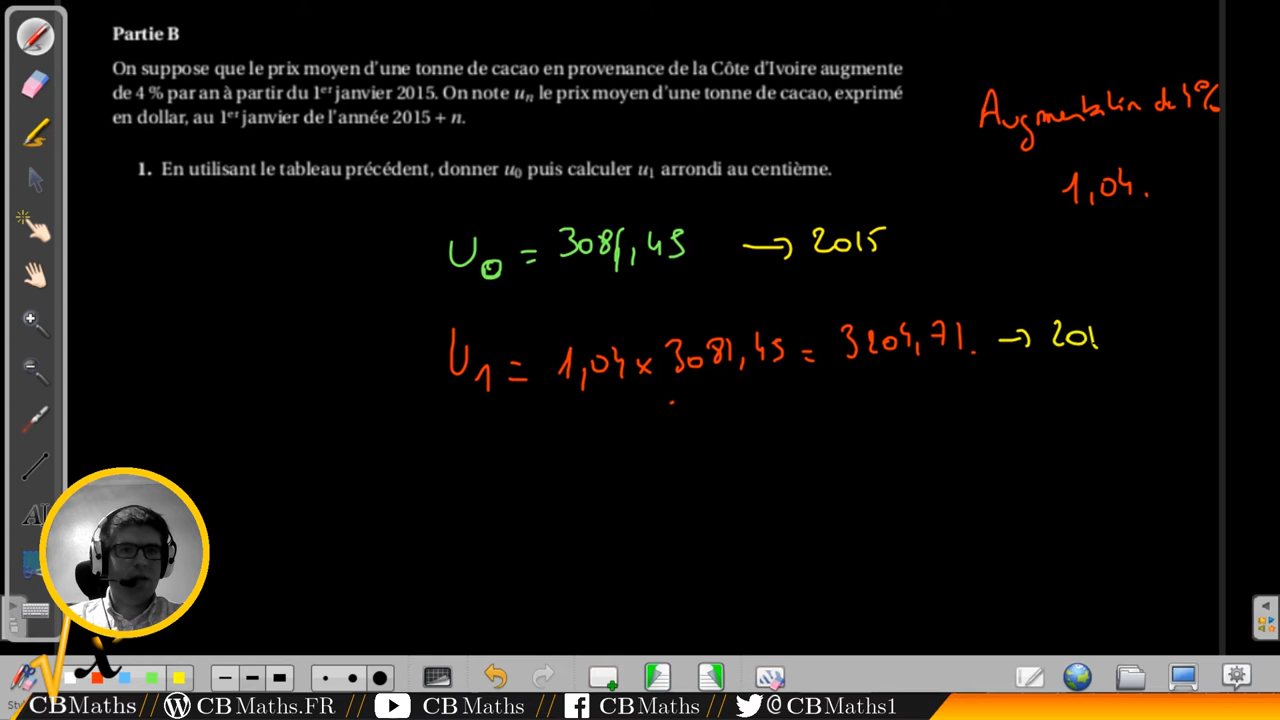 Partie B
On suppose que le prix moyen d'une tonne de cacao en provenance de la Côte d'Ivoire augmente
de 4 % par an à partir du 1er janvier 2015. On note un le prix moyen d'une tonne de cacao, exprimé
en dollar, au 1er janvier de l'année 2015 + n.
Augmentation de 4%
1. En utilisant le tableau précédent, donner u0 puis calculer u1 arrondi au centième.
1,04.
U0 = 3081,45 → 2015
U1 = 1,04 × 3081,45 = 3204,71. → 201
CBMaths CBMaths.FR CBMaths CBMaths @CBMaths1